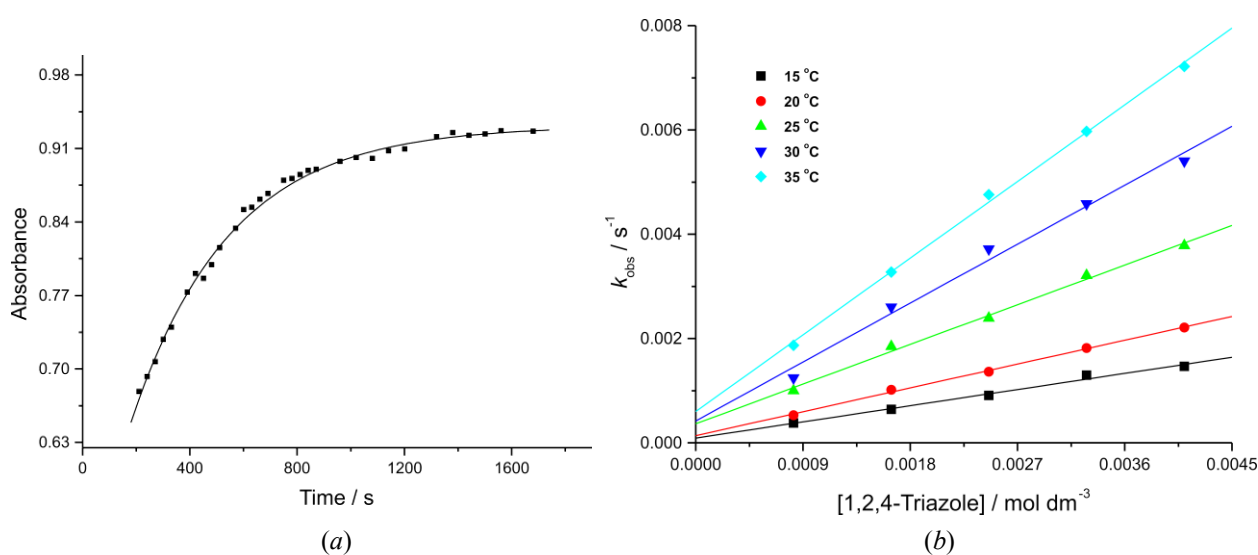 0.98
0.91
0.84
0.77
0.70
0.63
Absorbance
0 400 800 1200 1600
Time / s
(a)
0.008
0.006
0.004
0.002
0.000
k_obs / s⁻¹
15 °C
20 °C
25 °C
30 °C
35 °C
0.0000 0.0009 0.0018 0.0027 0.0036 0.0045
[1,2,4-Triazole] / mol dm⁻³
(b)